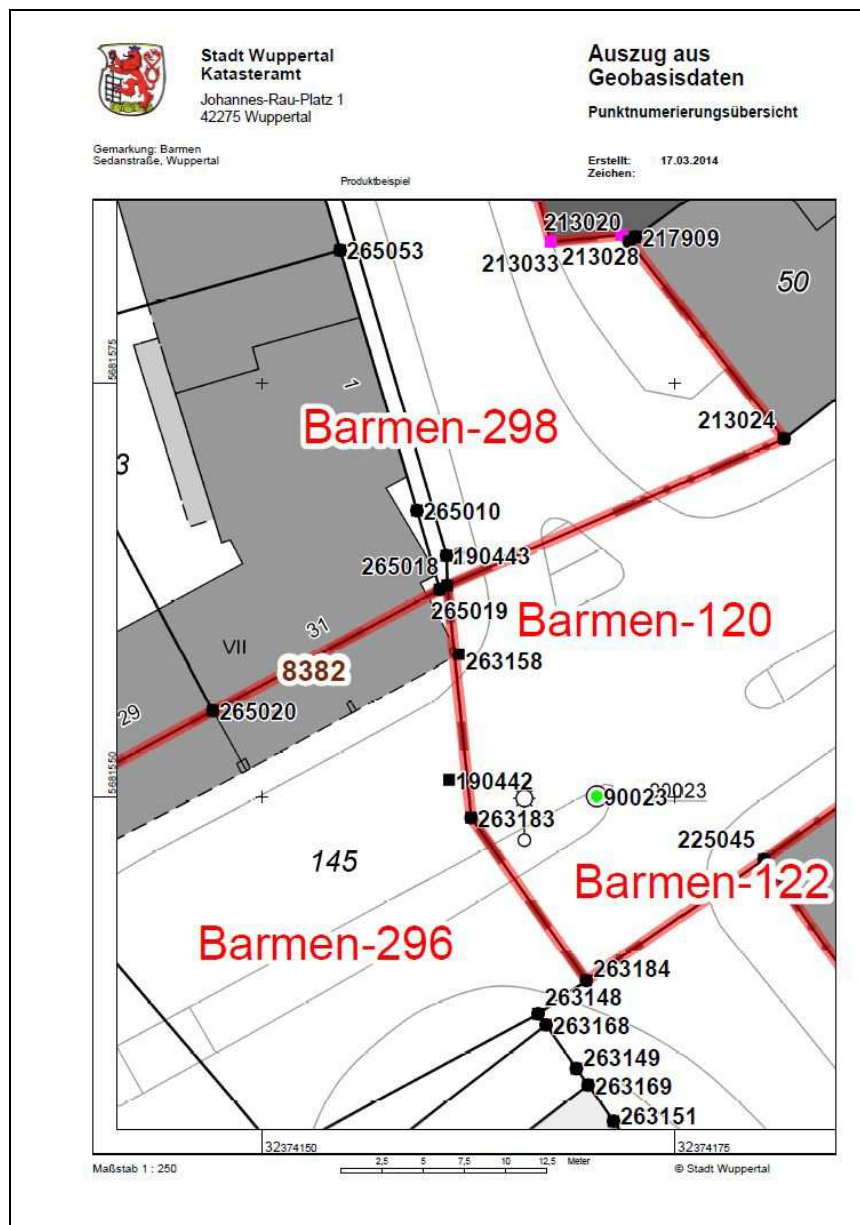 Stadt Wuppertal
Katasteramt
Johannes-Rau-Platz 1
42275 Wuppertal
Auszug aus
Geobasisdaten
Punktnumerierungsübersicht
Gemarkung: Barmen
Sedanstraße, Wuppertal
Erstellt: 17.03.2014
Zeichen:
Produktbeispiel
213020
265053
213033
213028
217909
50
5681575
1
Barmen-298
213024
3
265010
190443
265018
265019
Barmen-120
31
VII
263158
8382
265020
29
5681550
190442
90023
90023
263183
225045
145
Barmen-122
Barmen-296
263184
263148
263168
263149
263169
263151
32374150
32374175
Maßstab 1 : 250
2,5 5 7,5 10 12,5 Meter
© Stadt Wuppertal